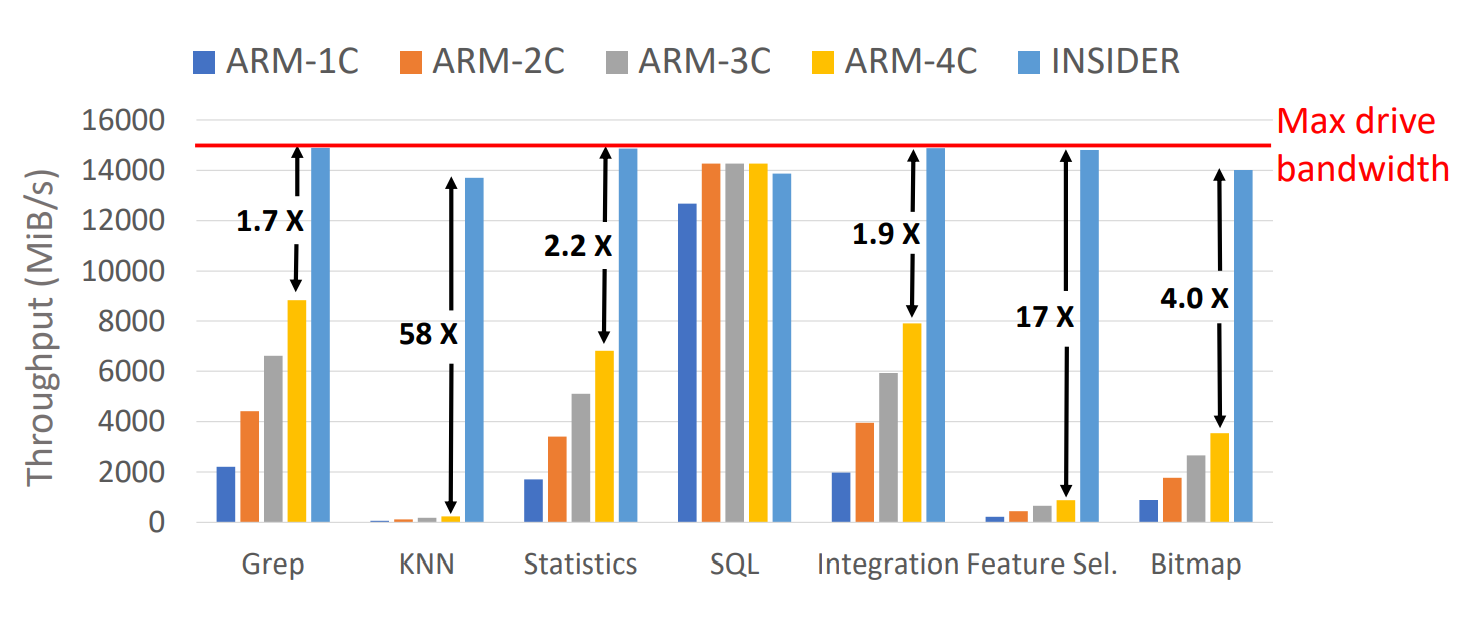 ARM-1C ARM-2C ARM-3C ARM-4C INSIDER
Throughput (MiB/s)
16000
14000
12000
10000
8000
6000
4000
2000
0
Max drive
bandwidth
1.7 X
58 X
2.2 X
1.9 X
17 X
4.0 X
Grep KNN Statistics SQL Integration Feature Sel. Bitmap